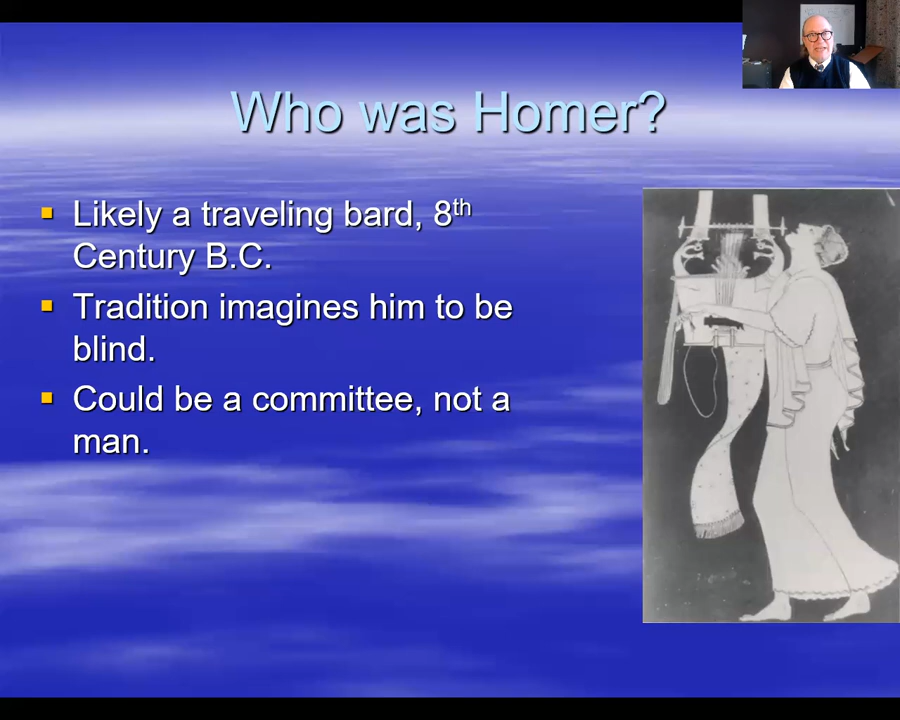 Who was Homer?
Likely a traveling bard, 8th
Century B.C.
Tradition imagines him to be
blind.
Could be a committee, not a
man.